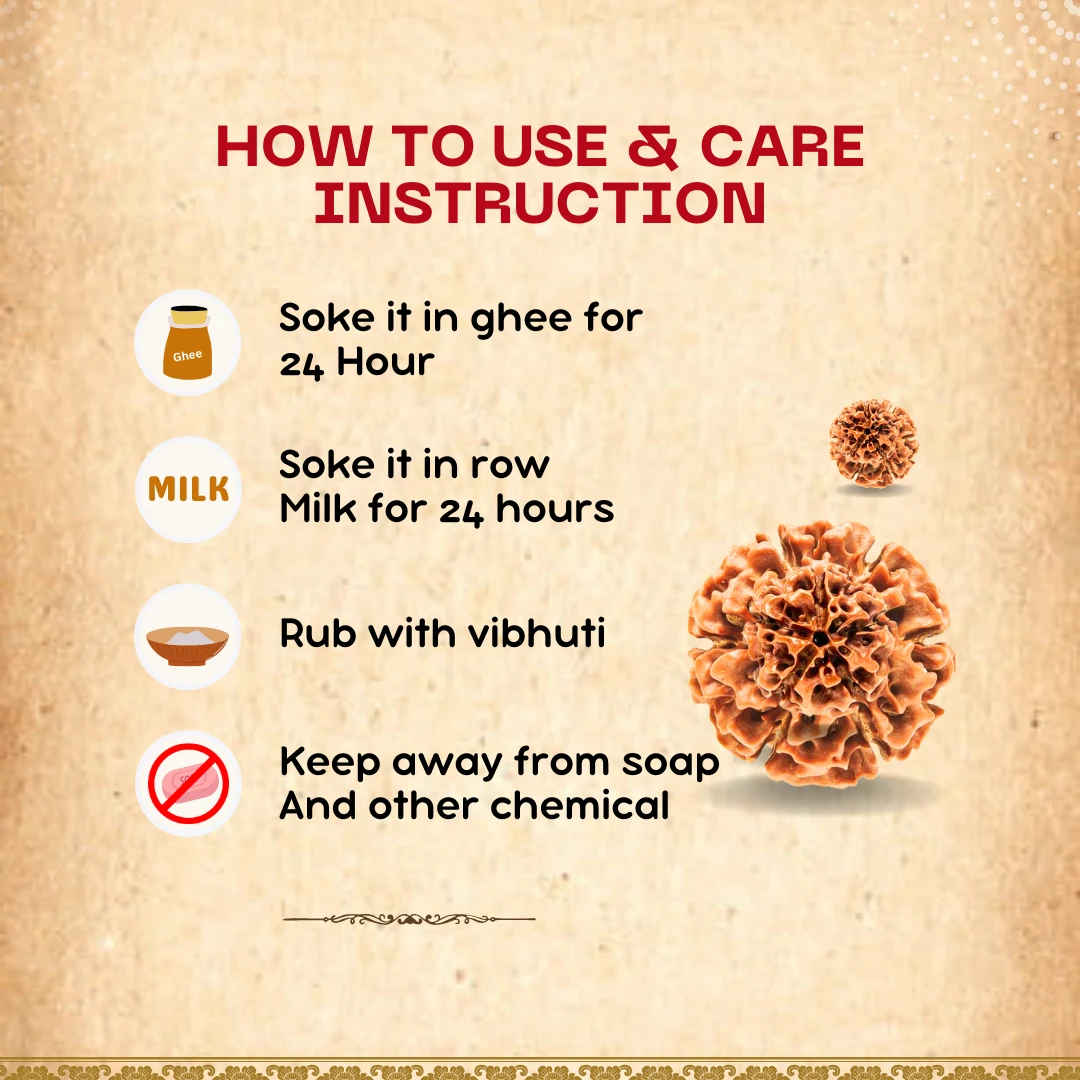 HOW TO USE & CARE
INSTRUCTION
Ghee
Soke it in ghee for
24 Hour
MILK
Soke it in row
Milk for 24 hours
Rub with vibhuti
Keep away from soap
And other chemical